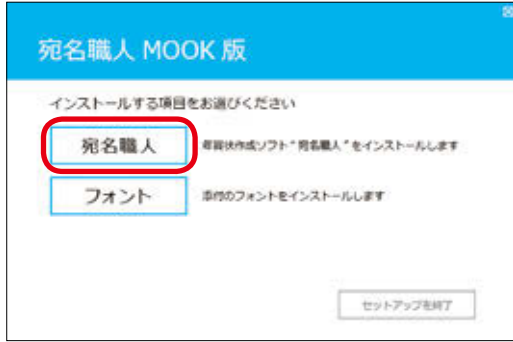 宛名職人 MOOK 版
インストールする項目をお選びください
宛名職人
年賀状作成ソフト"宛名職人"をインストールします
フォント
添付のフォントをインストールします
セットアップを終了